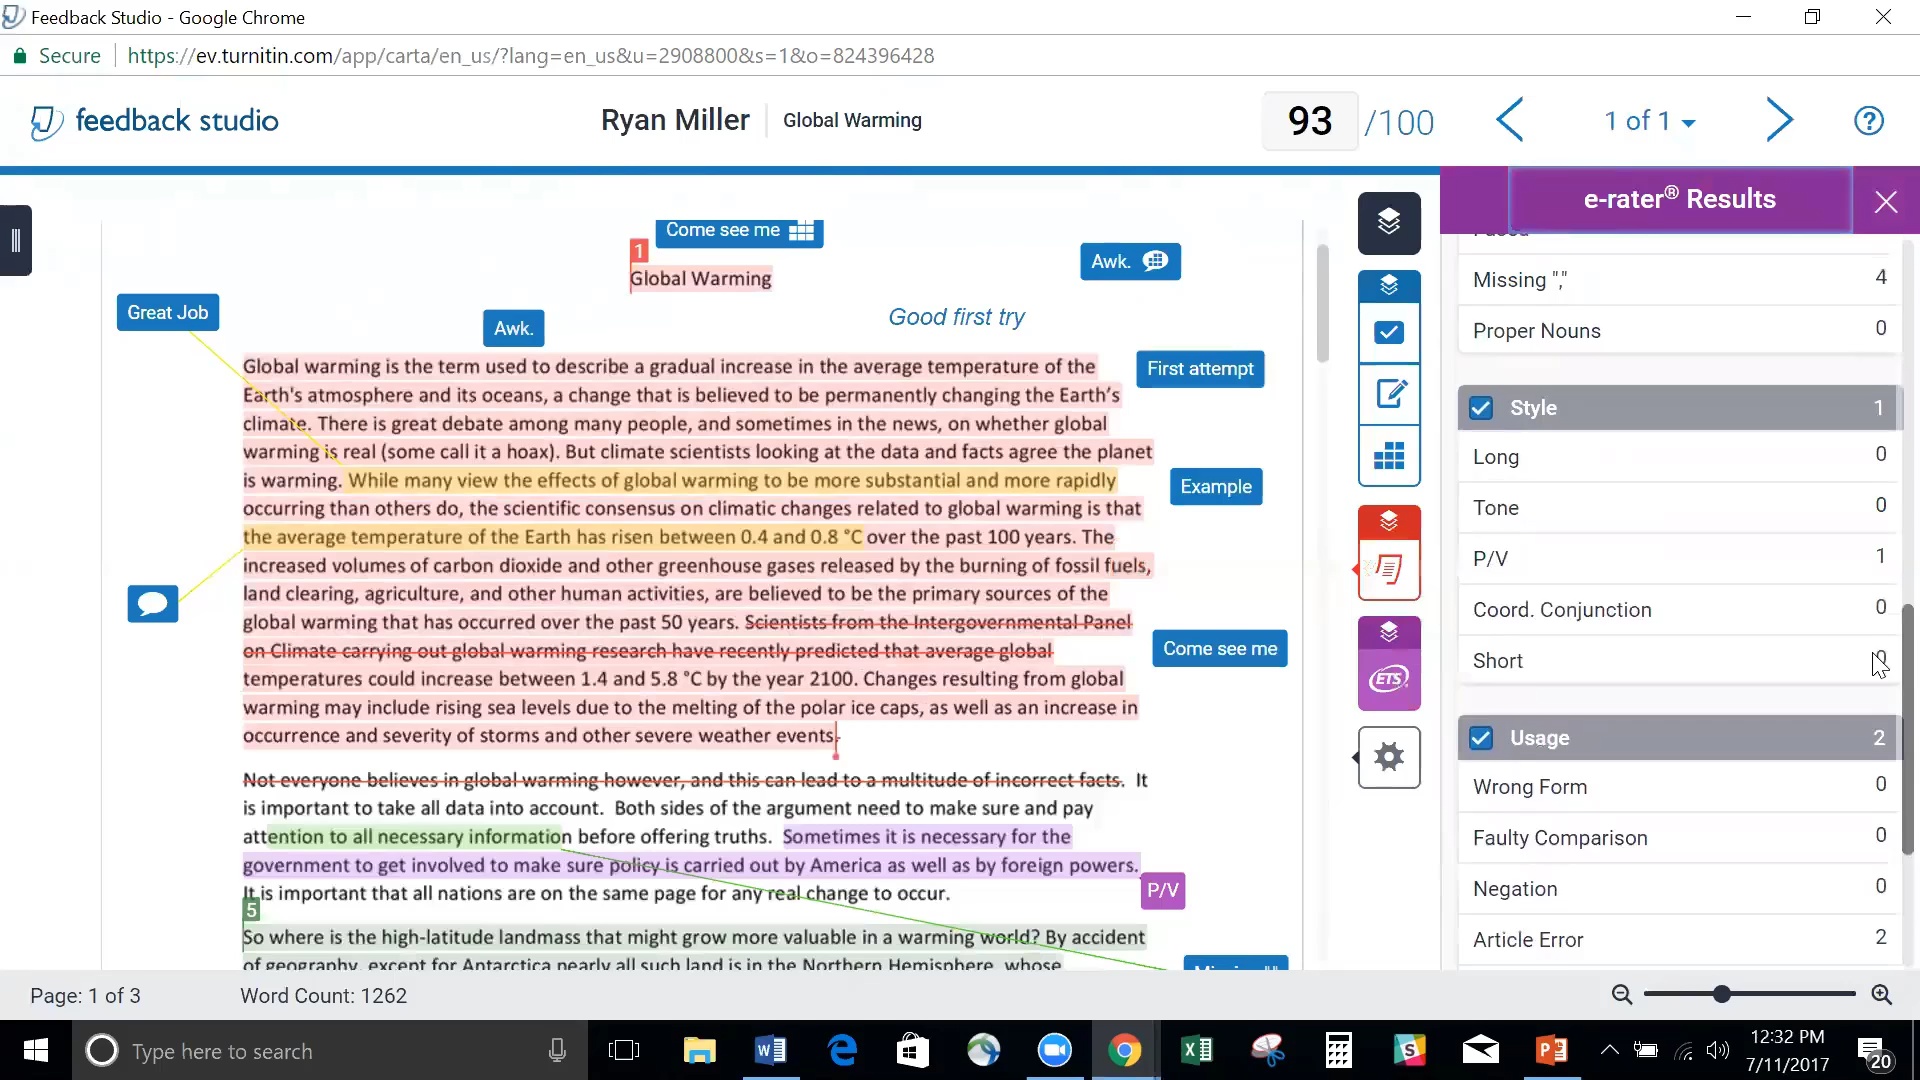 Feedback Studio - Google Chrome
Secure https://ev.turnitin.com/app/carta/en_us/?lang=en_us&u=2908800&s=1&o=824396428
feedback studio
Ryan Miller Global Warming
93 /100
1 of 1
?
e-rater® Results
Come see me
1
Global Warming
Awk.
Great Job
Awk.
Good first try
First attempt
Global warming is the term used to describe a gradual increase in the average temperature of the
Earth's atmosphere and its oceans, a change that is believed to be permanently changing the Earth’s
climate. There is great debate among many people, and sometimes in the news, on whether global
warming is real (some call it a hoax). But climate scientists looking at the data and facts agree the planet
is warming. While many view the effects of global warming to be more substantial and more rapidly
occurring than others do, the scientific consensus on climatic changes related to global warming is that
the average temperature of the Earth has risen between 0.4 and 0.8 °C over the past 100 years. The
increased volumes of carbon dioxide and other greenhouse gases released by the burning of fossil fuels,
land clearing, agriculture, and other human activities, are believed to be the primary sources of the
global warming that has occurred over the past 50 years. Scientists from the Intergovernmental Panel
on Climate carrying out global warming research have recently predicted that average global
temperatures could increase between 1.4 and 5.8 °C by the year 2100. Changes resulting from global
warming may include rising sea levels due to the melting of the polar ice caps, as well as an increase in
occurrence and severity of storms and other severe weather events.
Example
Come see me
Not everyone believes in global warming however, and this can lead to a multitude of incorrect facts. It
is important to take all data into account. Both sides of the argument need to make sure and pay
attention to all necessary information before offering truths. Sometimes it is necessary for the
government to get involved to make sure policy is carried out by America as well as by foreign powers.
It is important that all nations are on the same page for any real change to occur.
P/V
5
So where is the high-latitude landmass that might grow more valuable in a warming world? By accident
of geography, except for Antarctica nearly all such land is in the Northern Hemisphere, whose
ETS
Missing "," 4
Proper Nouns 0
Style 1
Long 0
Tone 0
P/V 1
Coord. Conjunction 0
Short 0
Usage 2
Wrong Form 0
Faulty Comparison 0
Negation 0
Article Error 2
Page: 1 of 3 Word Count: 1262
Type here to search
12:32 PM
7/11/2017
20